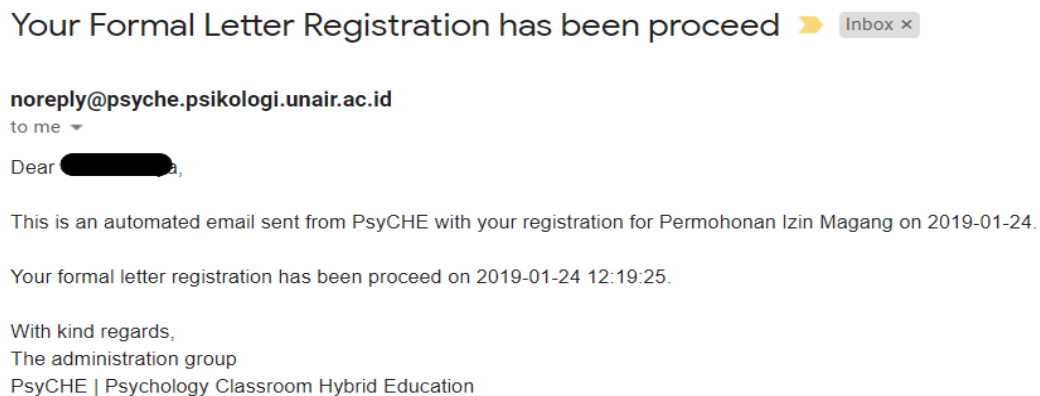 Your Formal Letter Registration has been proceed Inbox ×
noreply@psyche.psikologi.unair.ac.id
to me
Dear
This is an automated email sent from PsyCHE with your registration for Permohonan Izin Magang on 2019-01-24.
Your formal letter registration has been proceed on 2019-01-24 12:19:25.
With kind regards,
The administration group
PsyCHE | Psychology Classroom Hybrid Education